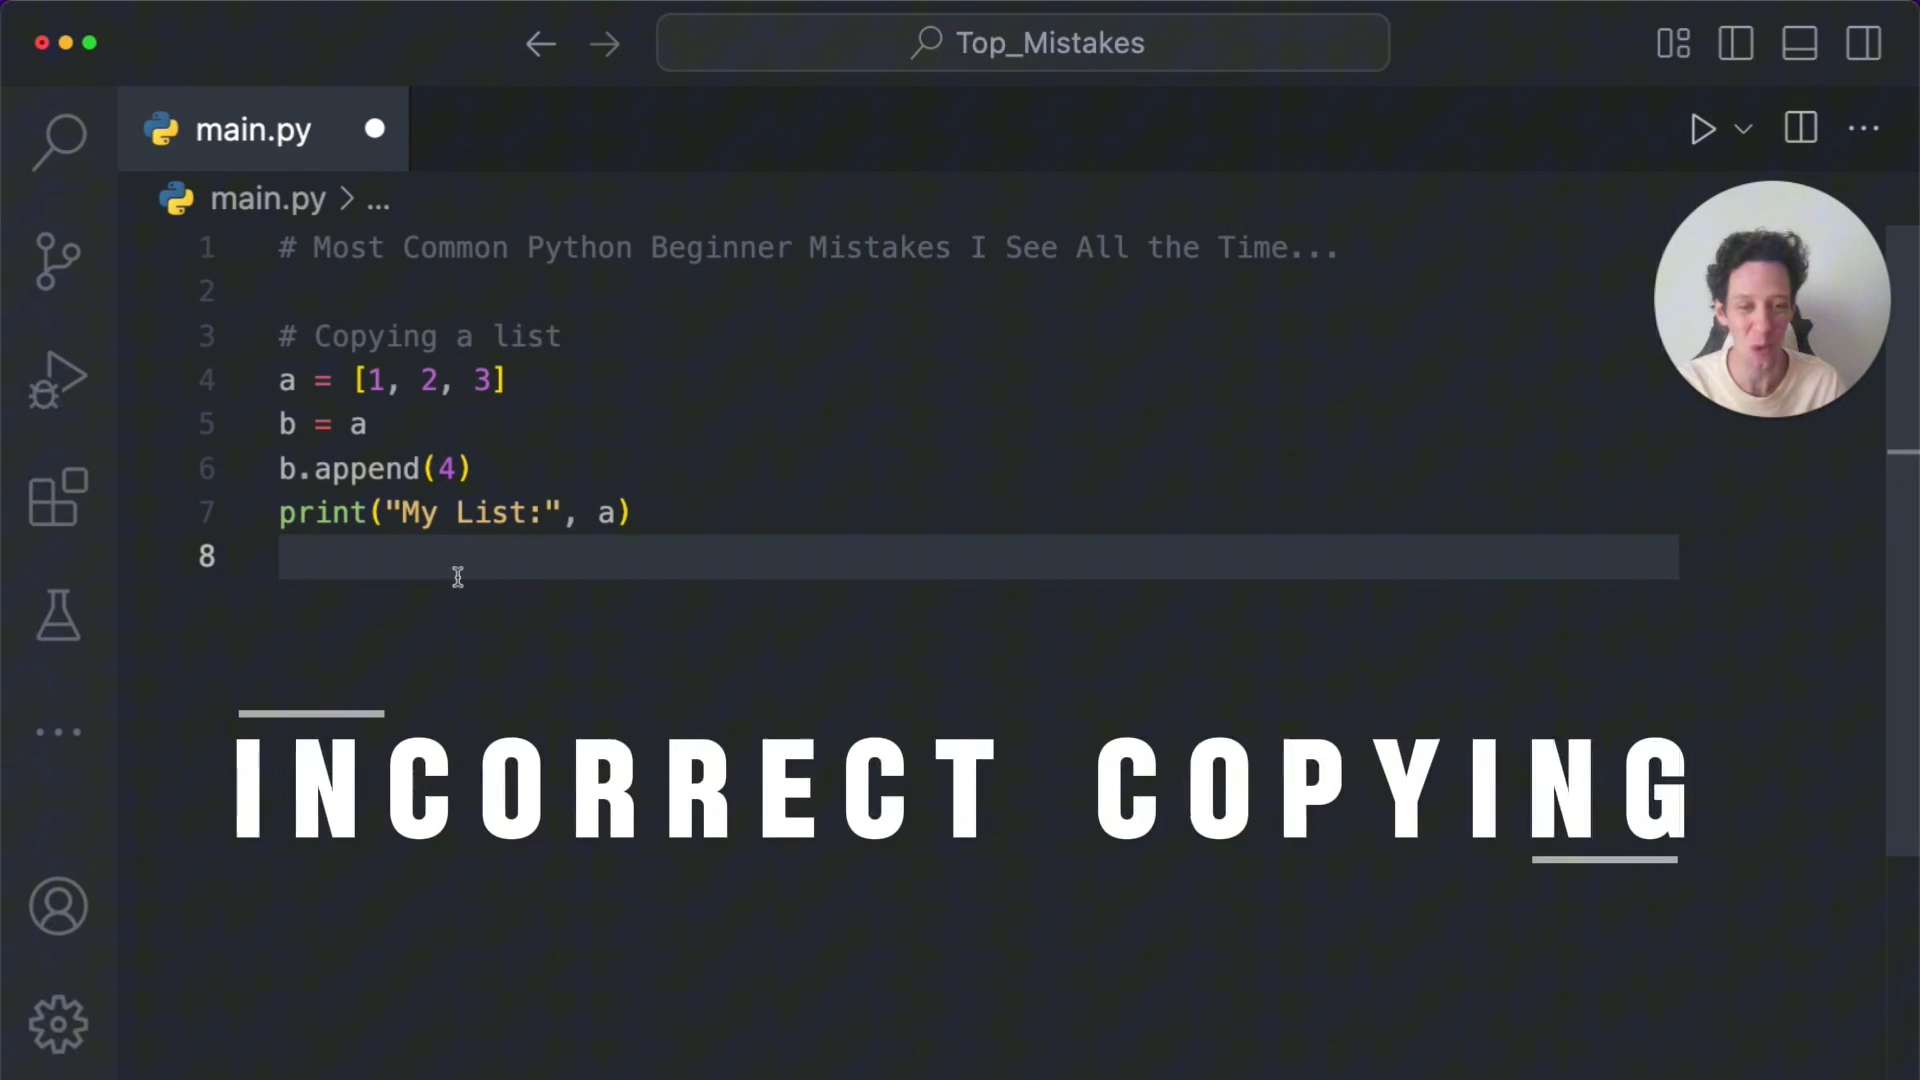 Top_Mistakes
main.py
main.py > ...
1 # Most Common Python Beginner Mistakes I See All the Time...
2
3 # Copying a list
4 a = [1, 2, 3]
5 b = a
6 b.append(4)
7 print("My List:", a)
8
INCORRECT COPYING